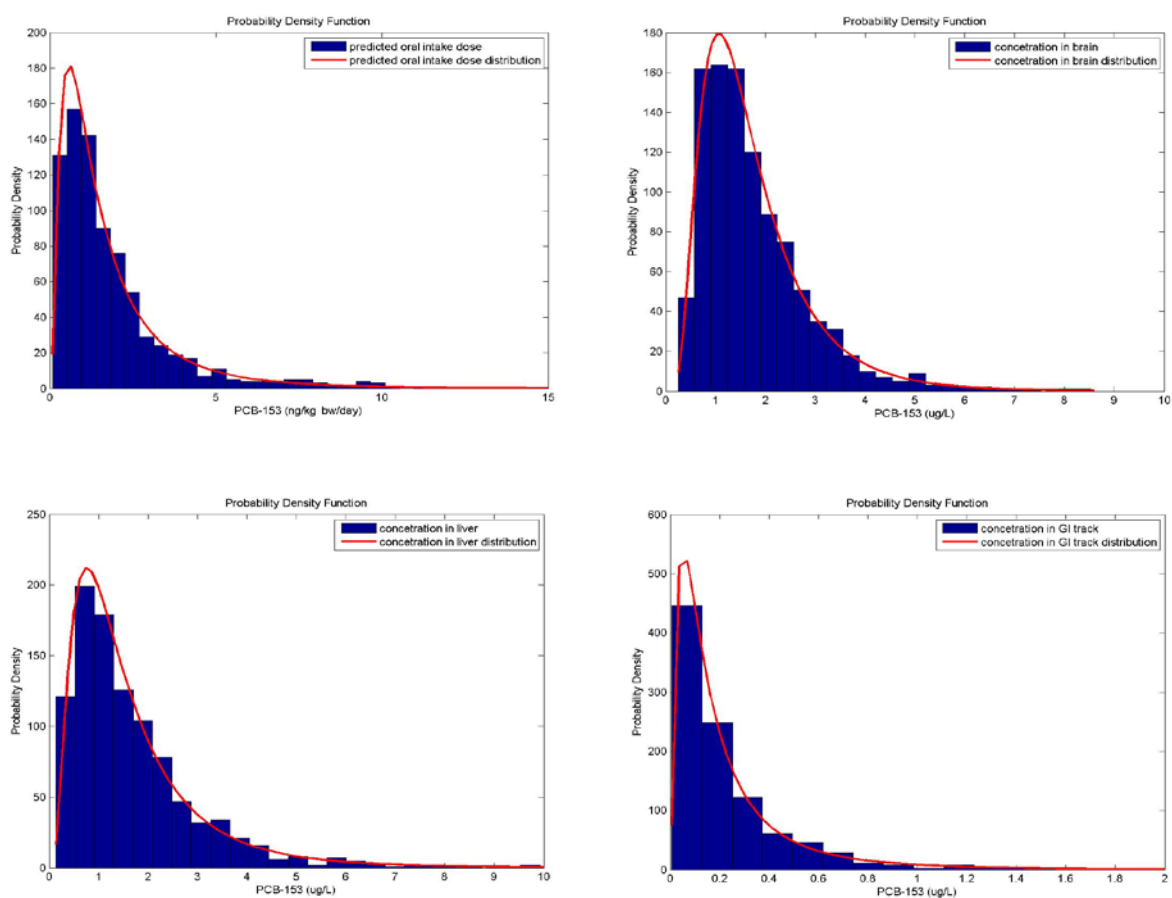 Probability Density Function
200
180
160
140
120
100
80
60
40
20
0
Probability Density
predicted oral intake dose
predicted oral intake dose distribution
0 5 10 15
PCB-153 (ng/kg bw/day)
Probability Density Function
180
160
140
120
100
80
60
40
20
0
Probability Density
concetration in brain
concetration in brain distribution
0 1 2 3 4 5 6 7 8 9 10
PCB-153 (ug/L)
Probability Density Function
250
200
150
100
50
0
Probability Density
concetration in liver
concetration in liver distribution
0 1 2 3 4 5 6 7 8 9 10
PCB-153 (ug/L)
Probability Density Function
600
500
400
300
200
100
0
Probability Density
concetration in GI track
concetration in GI track distribution
0 0.2 0.4 0.6 0.8 1 1.2 1.4 1.6 1.8 2
PCB-153 (ug/L)